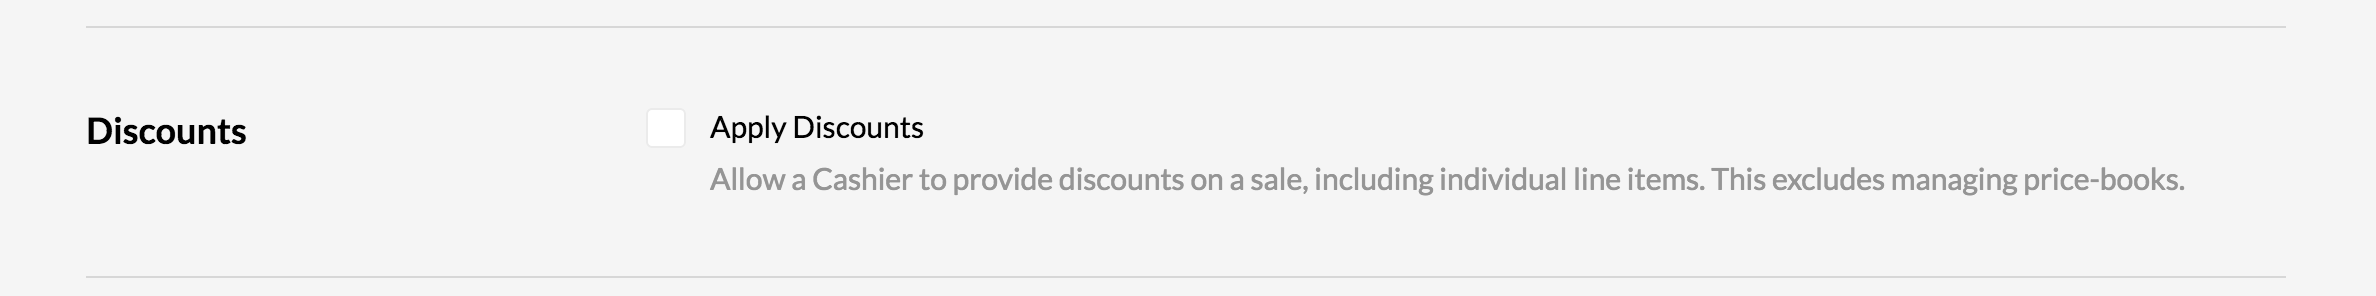 Discounts
Apply Discounts
Allow a Cashier to provide discounts on a sale, including individual line items. This excludes managing price-books.